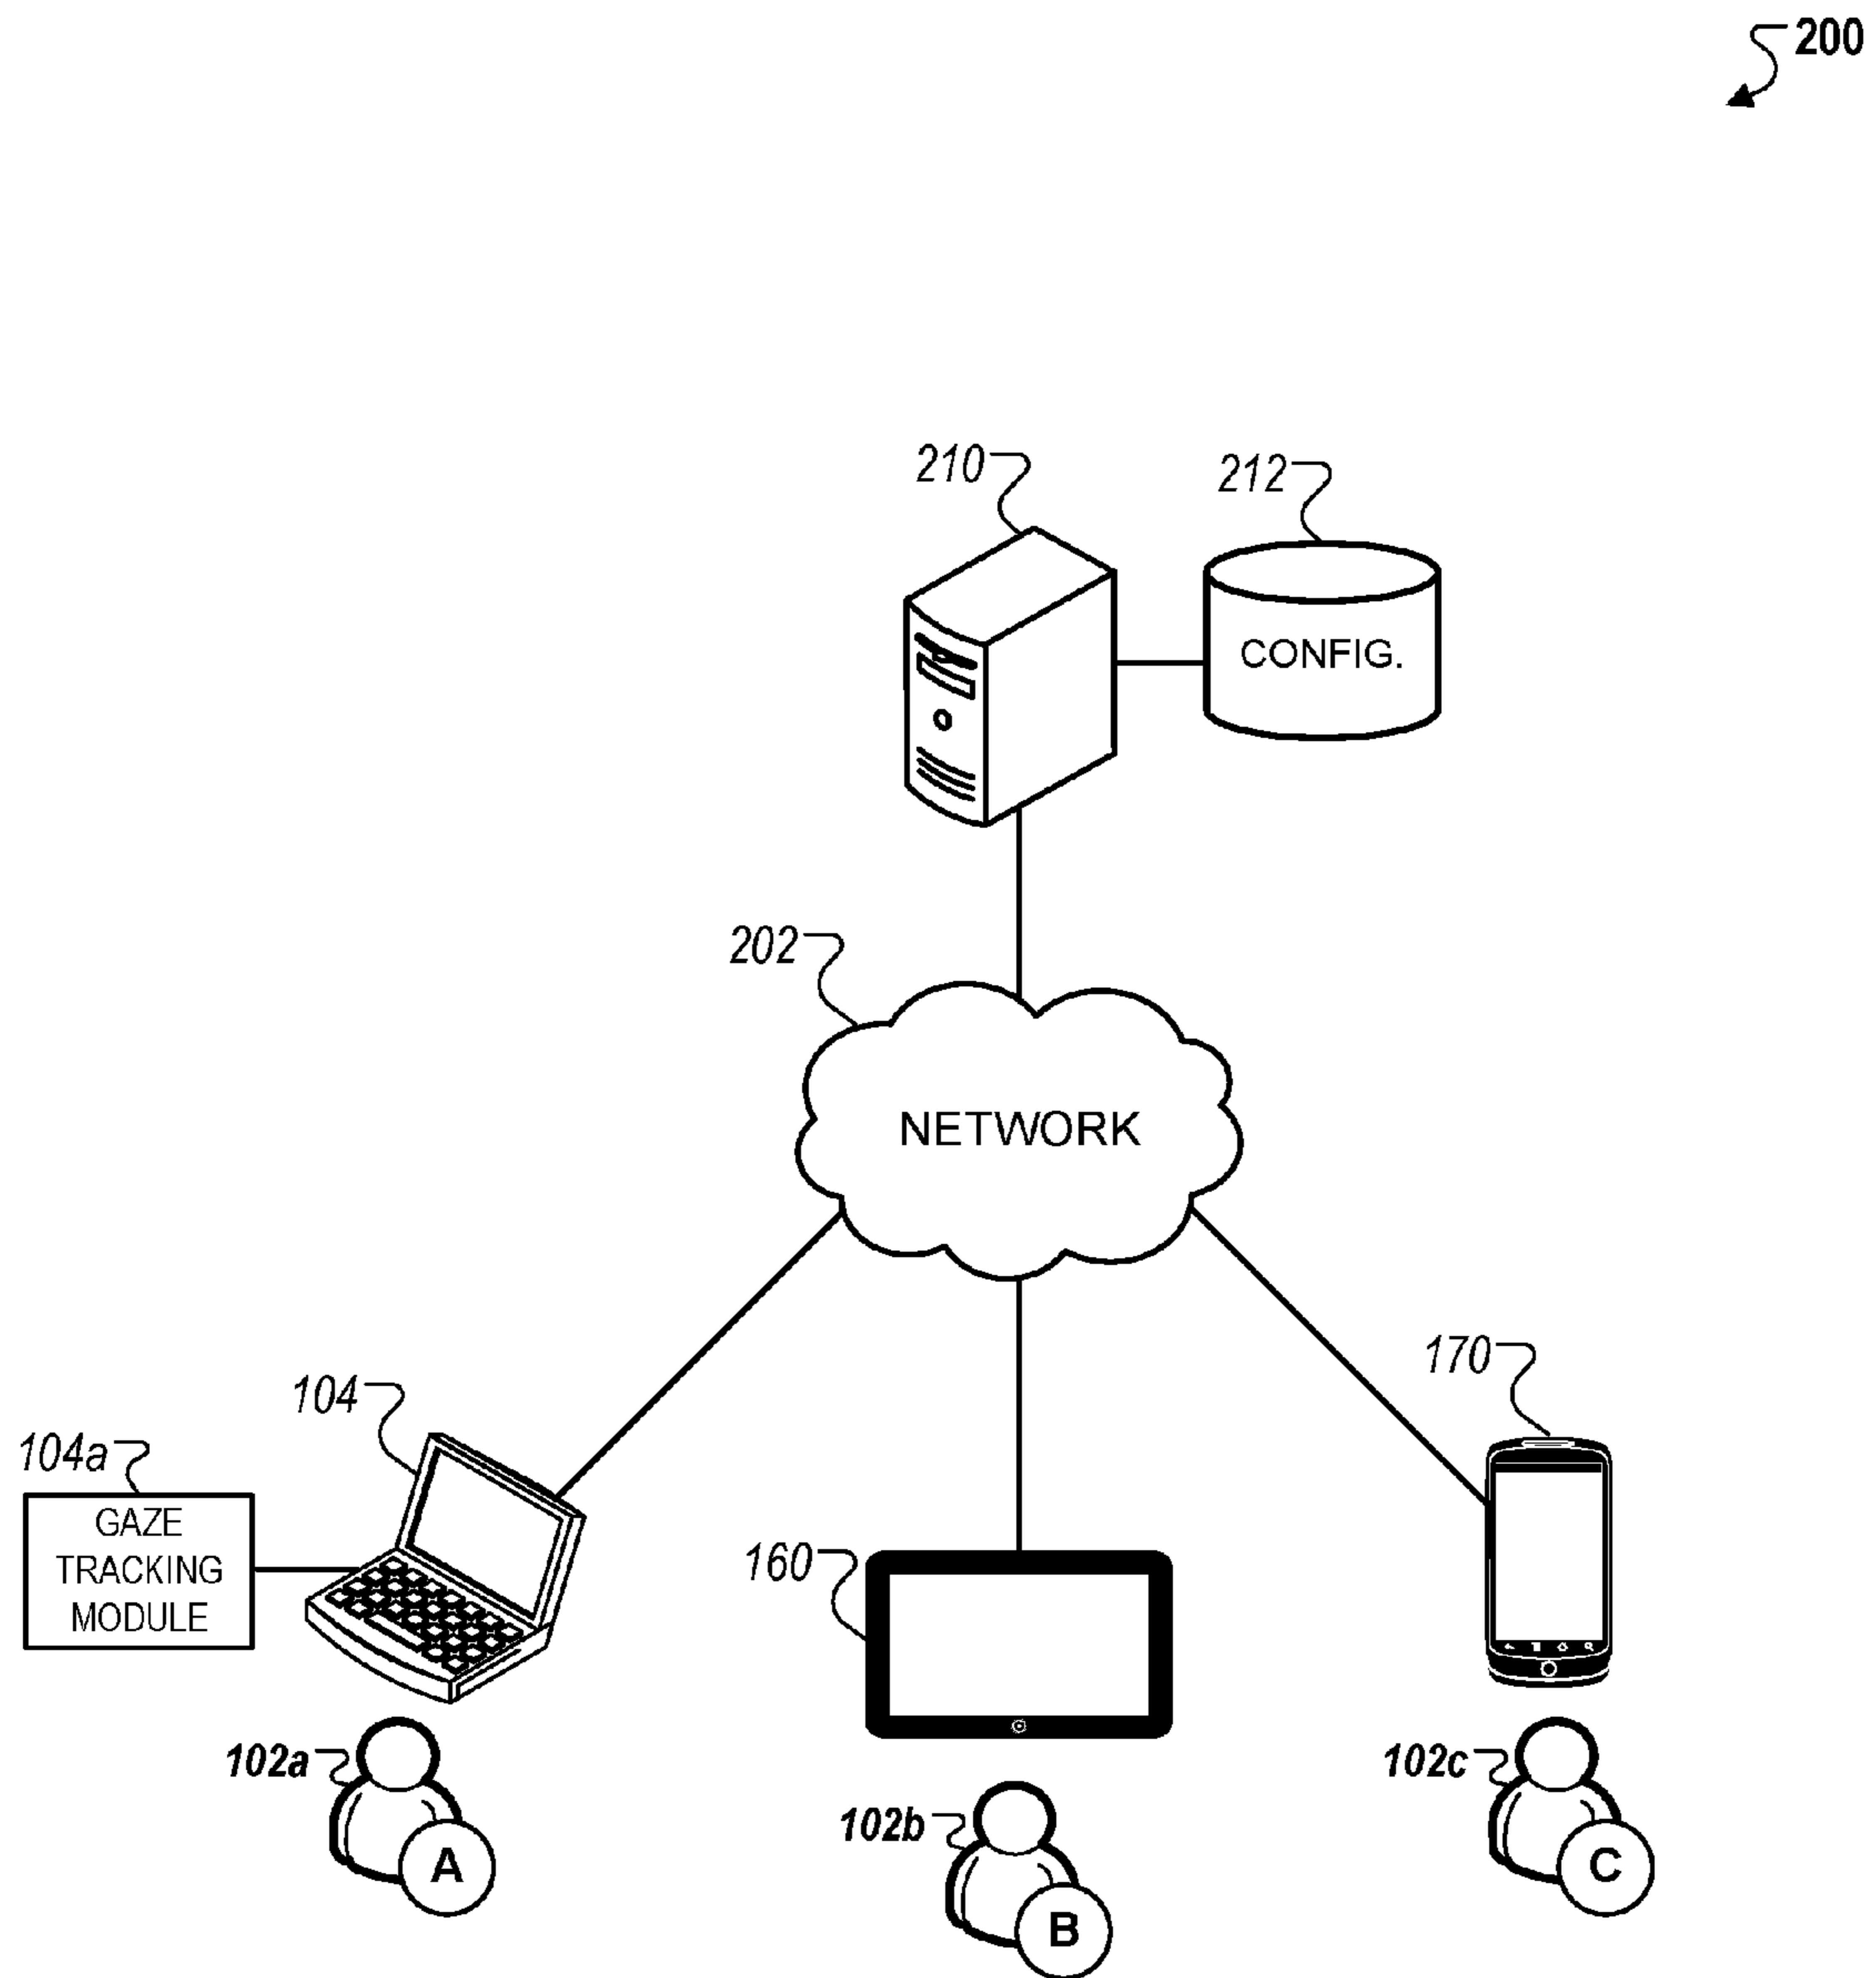 200
210
212
CONFIG.
202
NETWORK
170
104
104a
GAZE
TRACKING
MODULE
160
102a
102b
102c
A
B
C